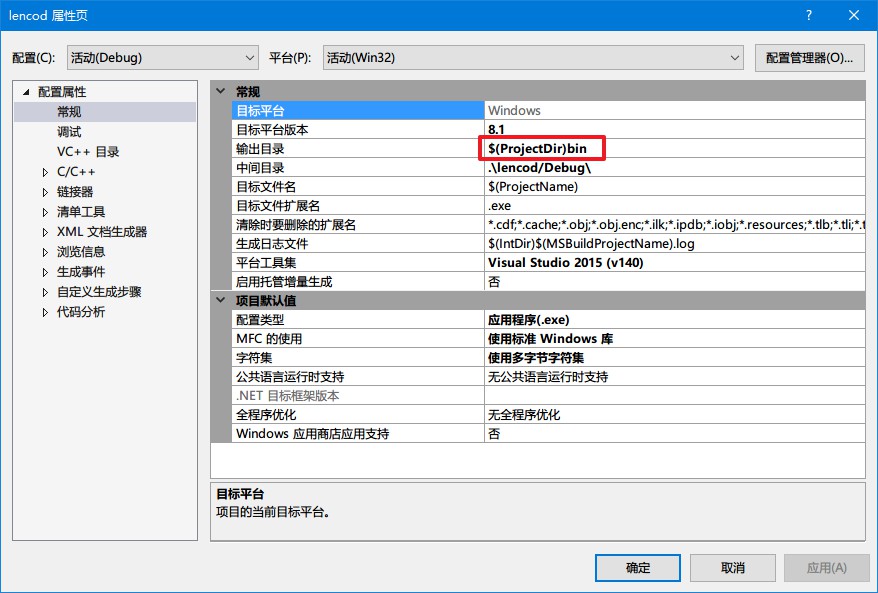 lencod 属性页
配置(C): 活动(Debug) 平台(P): 活动(Win32) 配置管理器(O)...
配置属性
常规
调试
VC++ 目录
C/C++
链接器
清单工具
XML 文档生成器
浏览信息
生成事件
自定义生成步骤
代码分析
常规
目标平台 Windows
目标平台版本 8.1
输出目录 $(ProjectDir)bin
中间目录 .\lencod\Debug\
目标文件名 $(ProjectName)
目标文件扩展名 .exe
清除时要删除的扩展名 *.cdf;*.cache;*.obj;*.obj.enc;*.ilk;*.ipdb;*.iobj;*.resources;*.tlb;*.tli;*.t
生成日志文件 $(IntDir)$(MSBuildProjectName).log
平台工具集 Visual Studio 2015 (v140)
启用托管增量生成 否
项目默认值
配置类型 应用程序(.exe)
MFC 的使用 使用标准 Windows 库
字符集 使用多字节字符集
公共语言运行时支持 无公共语言运行时支持
.NET 目标框架版本
全程序优化 无全程序优化
Windows 应用商店应用支持 否
目标平台
项目的当前目标平台。
确定 取消 应用(A)